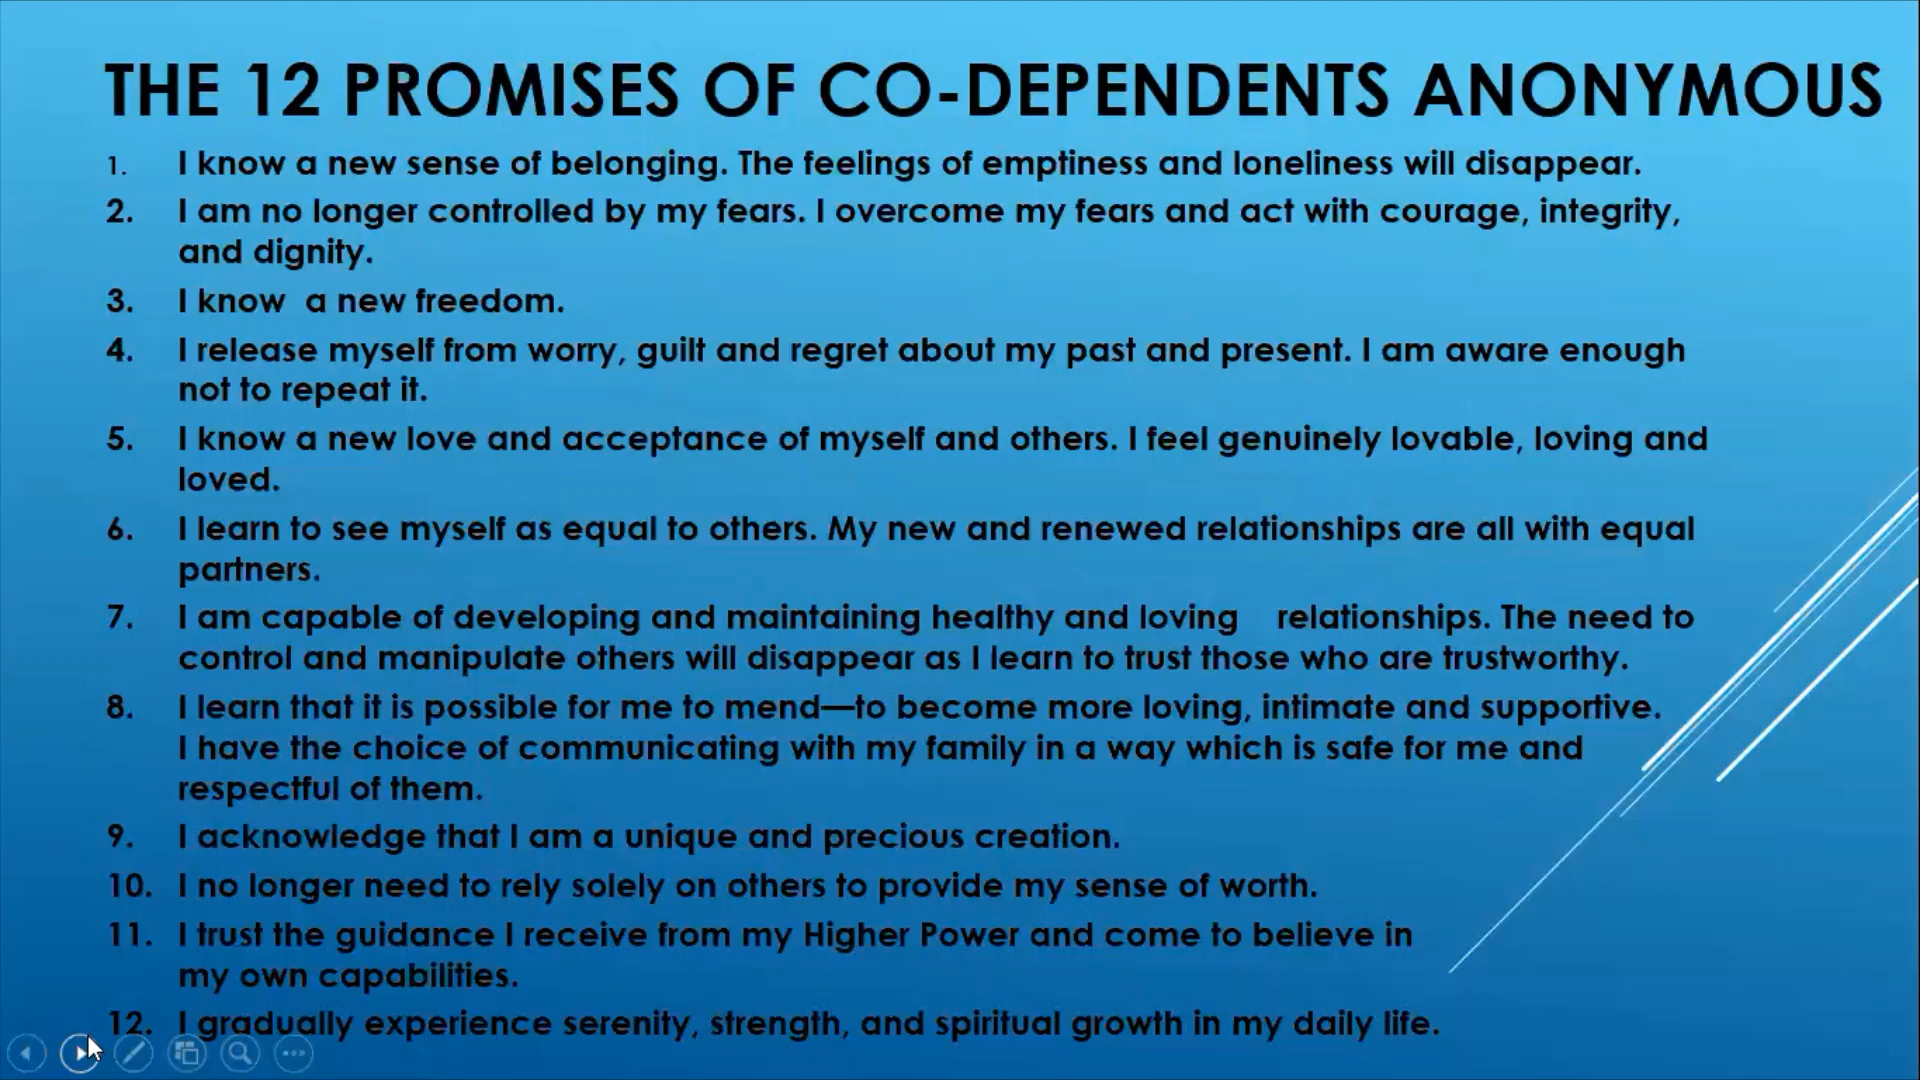 THE 12 PROMISES OF CO-DEPENDENTS ANONYMOUS
1. I know a new sense of belonging. The feelings of emptiness and loneliness will disappear.
2. I am no longer controlled by my fears. I overcome my fears and act with courage, integrity,
and dignity.
3. I know  a new freedom.
4. I release myself from worry, guilt and regret about my past and present. I am aware enough
not to repeat it.
5. I know a new love and acceptance of myself and others. I feel genuinely lovable, loving and
loved.
6. I learn to see myself as equal to others. My new and renewed relationships are all with equal
partners.
7. I am capable of developing and maintaining healthy and loving   relationships. The need to
control and manipulate others will disappear as I learn to trust those who are trustworthy.
8. I learn that it is possible for me to mend—to become more loving, intimate and supportive.
I have the choice of communicating with my family in a way which is safe for me and
respectful of them.
9. I acknowledge that I am a unique and precious creation.
10. I no longer need to rely solely on others to provide my sense of worth.
11. I trust the guidance I receive from my Higher Power and come to believe in
my own capabilities.
12. I gradually experience serenity, strength, and spiritual growth in my daily life.